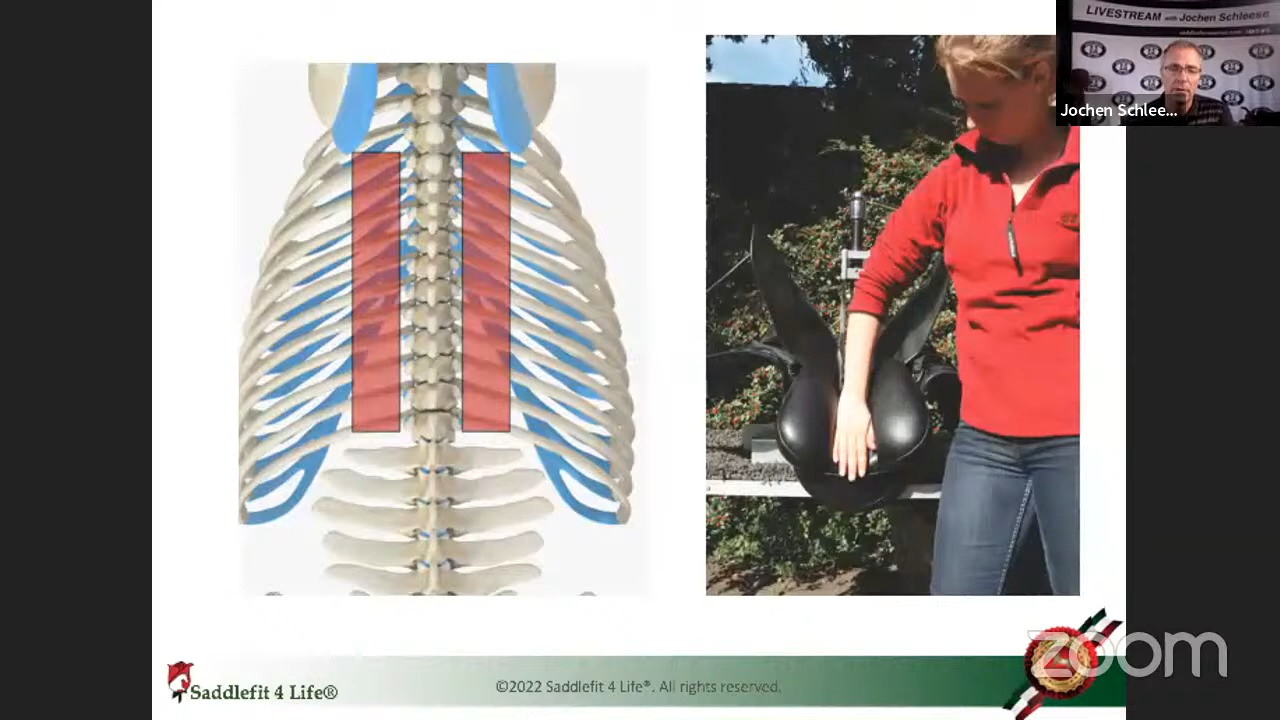 LIVESTREAM with Jochen Schleese
Jochen Schlee...
Saddlefit 4 Life®
©2022 Saddlefit 4 Life®. All rights reserved.
zoom